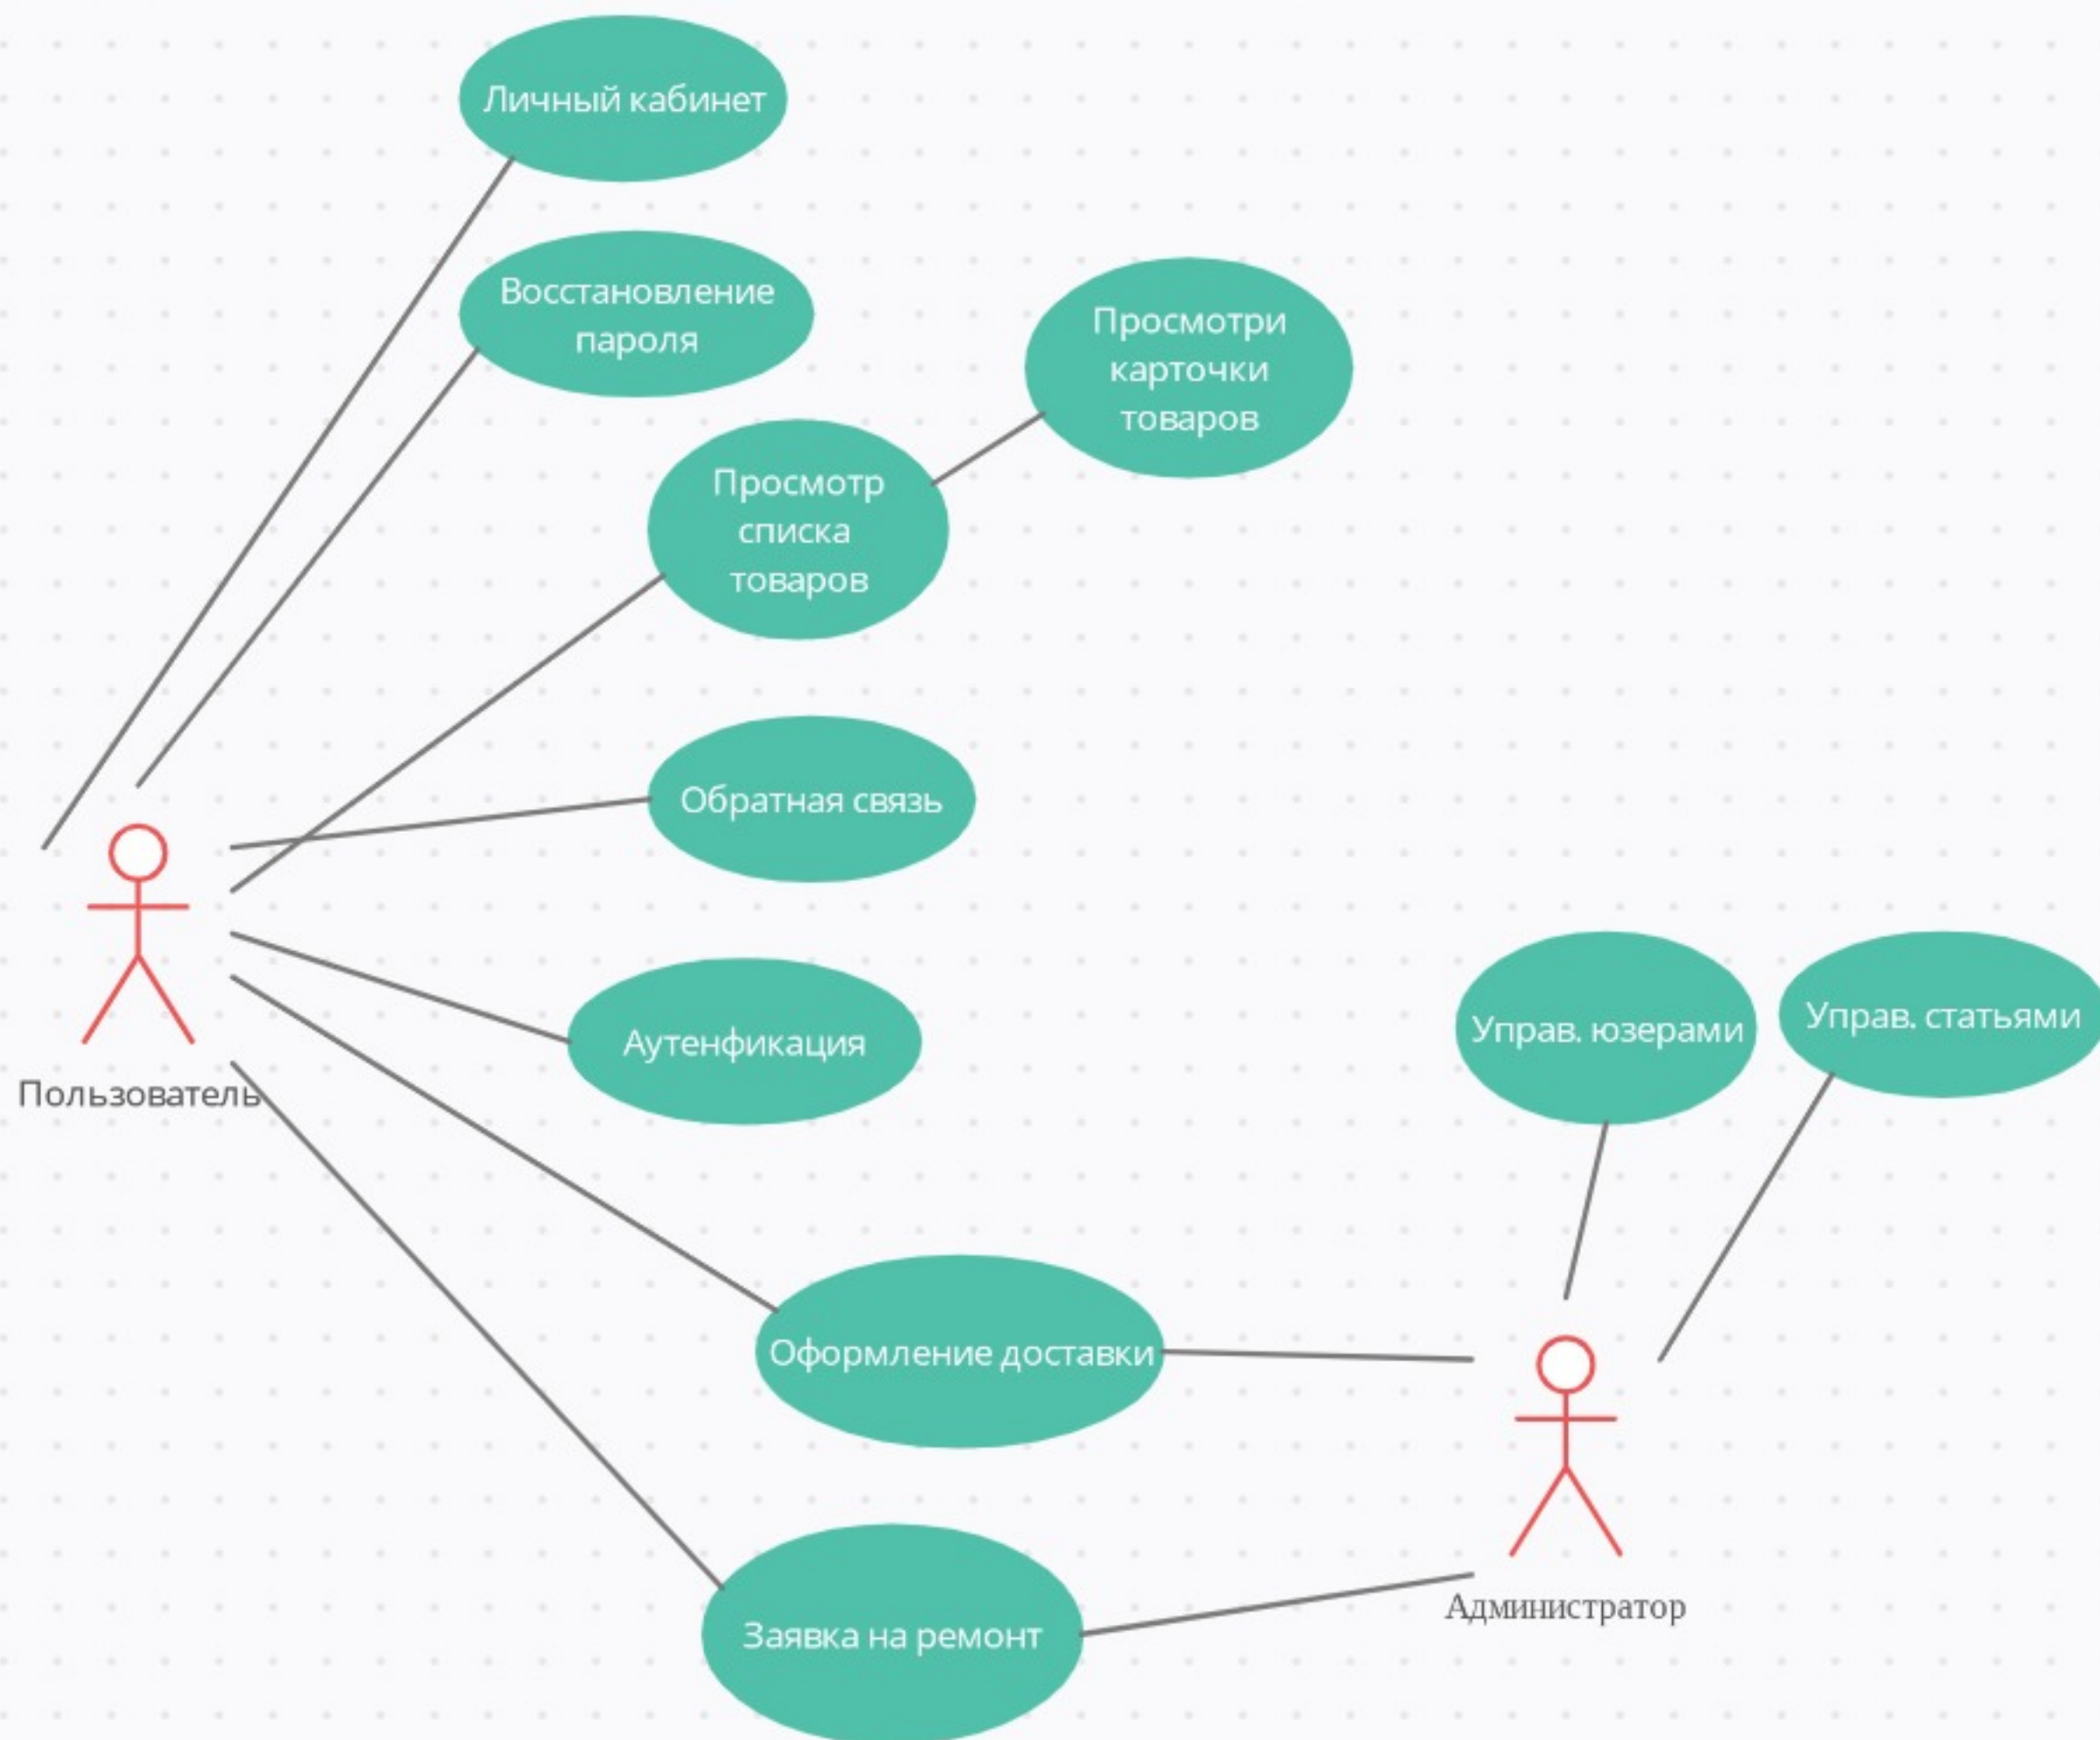 Личный кабинет
Восстановление
пароля
Просмотри
карточки
товаров
Просмотр
списка
товаров
Обратная связь
Аутенфикация
Управ. юзерами
Управ. статьями
Пользователь
Оформление доставки
Администратор
Заявка на ремонт